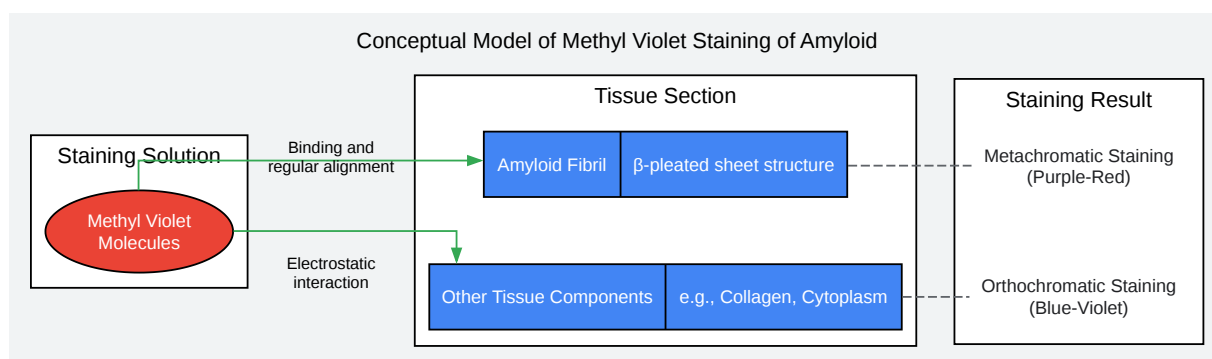 Conceptual Model of Methyl Violet Staining of Amyloid
Staining Solution
Methyl Violet
Molecules
Binding and
regular alignment
Electrostatic
interaction
Tissue Section
Amyloid Fibril
β-pleated sheet structure
Other Tissue Components
e.g., Collagen, Cytoplasm
Staining Result
Metachromatic Staining
(Purple-Red)
Orthochromatic Staining
(Blue-Violet)